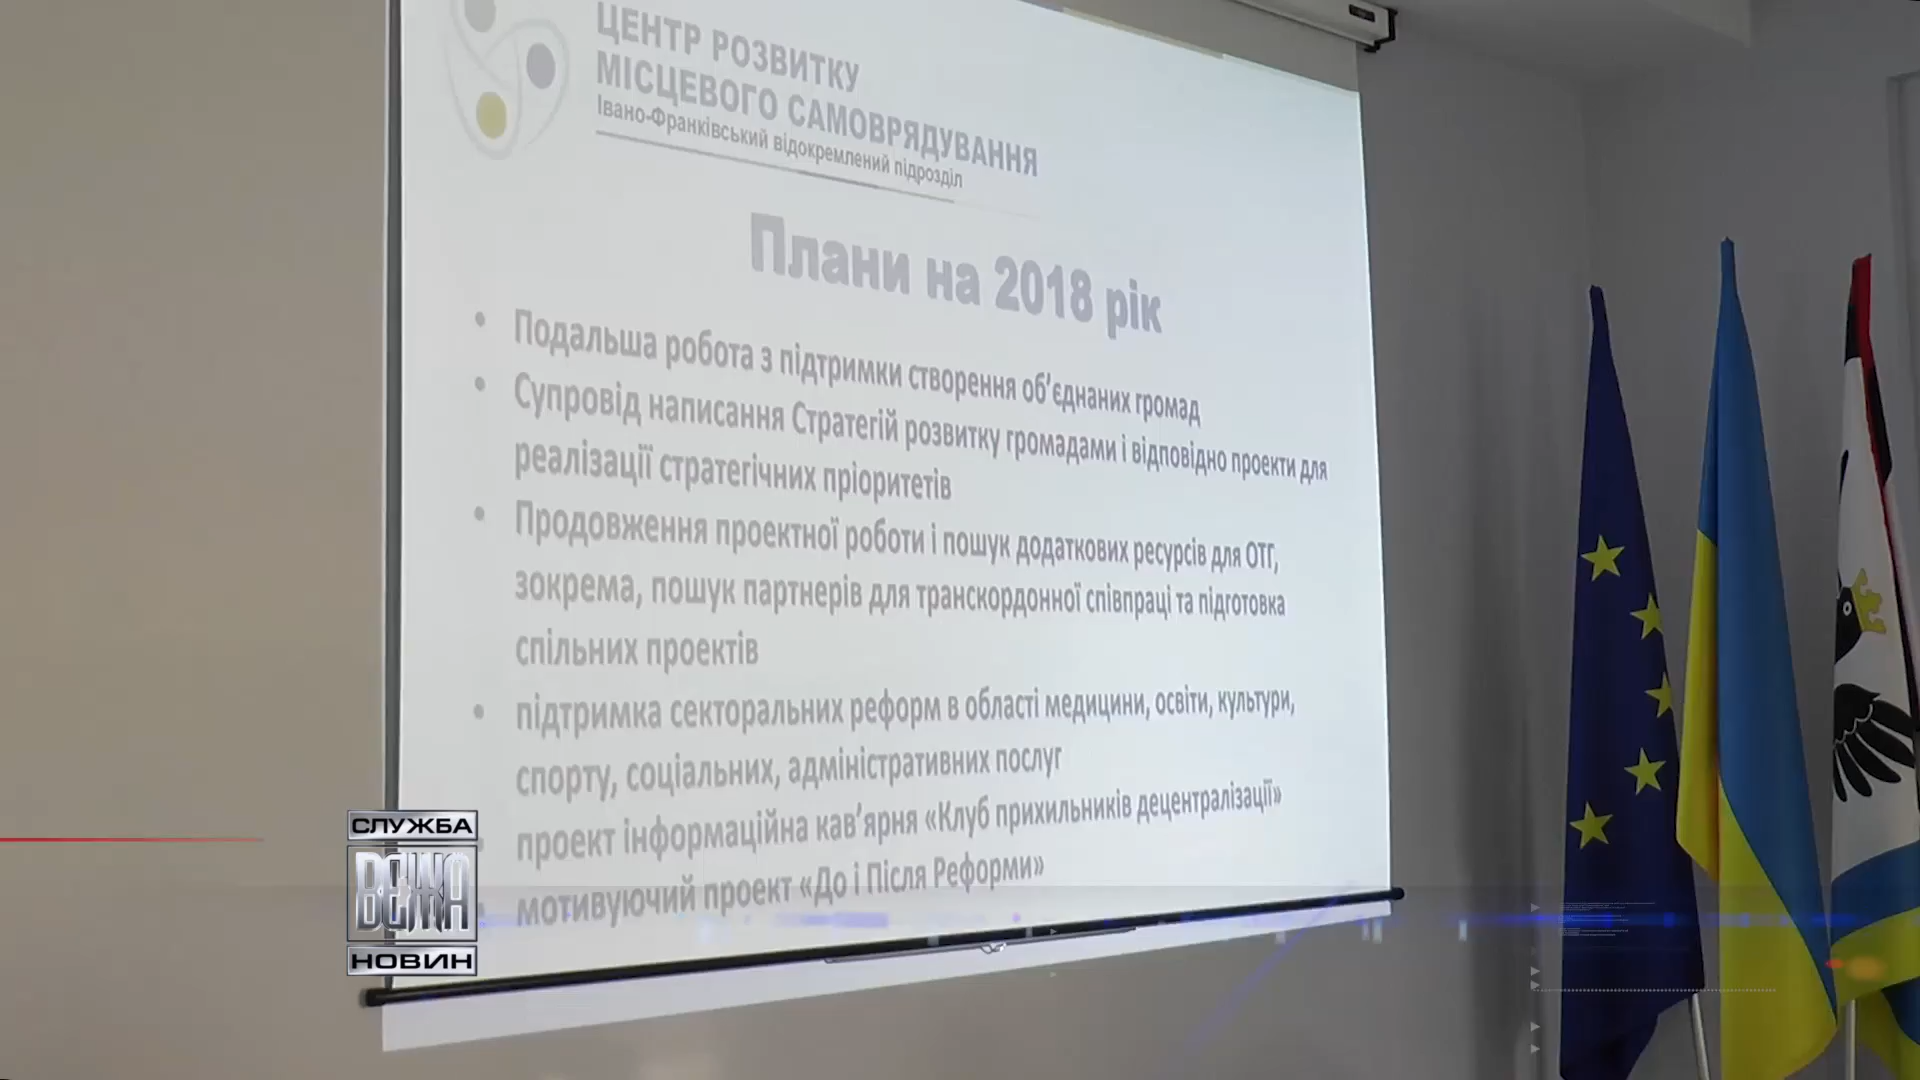 ЦЕНТР РОЗВИТКУ
МІСЦЕВОГО САМОВРЯДУВАННЯ
Івано-Франківський відокремлений підрозділ
Плани на 2018 рік
• Подальша робота з підтримки створення об’єднаних громад
• Супровід написання Стратегій розвитку громадами і відповідно проекти для
реалізації стратегічних пріоритетів
• Продовження проектної роботи і пошук додаткових ресурсів для ОТГ,
зокрема, пошук партнерів для транскордонної співпраці та підготовка
спільних проектів
• підтримка секторальних реформ в області медицини, освіти, культури,
спорту, соціальних, адміністративних послуг
проект інформаційна кав’ярня «Клуб прихильників децентралізації»
мотивуючий проект «До і Після Реформи»
СЛУЖБА
ВЕЖА
НОВИН